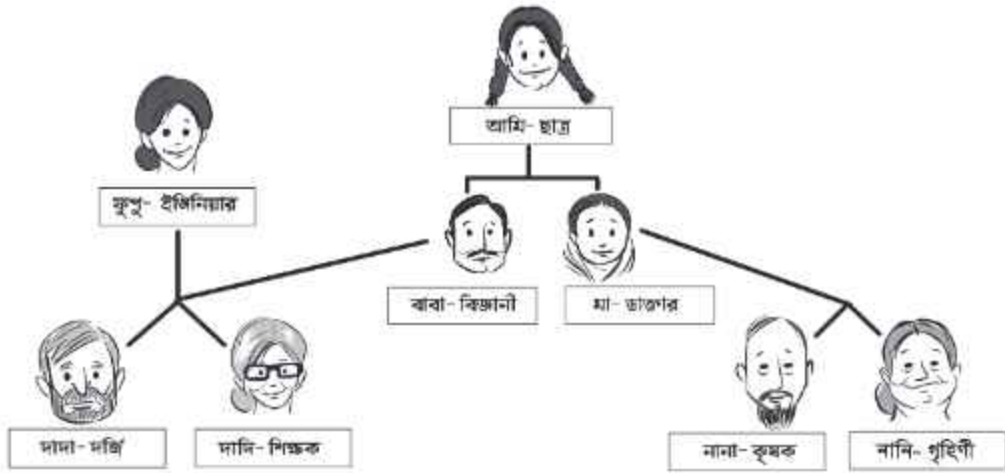 আমি- ছাত্র
ফুপু- ইঞ্জিনিয়ার
বাবা- বিজ্ঞানী
মা- ডাক্তার
দাদা- দর্জি
দাদি- শিক্ষক
নানা- কৃষক
নানি- গৃহিণী